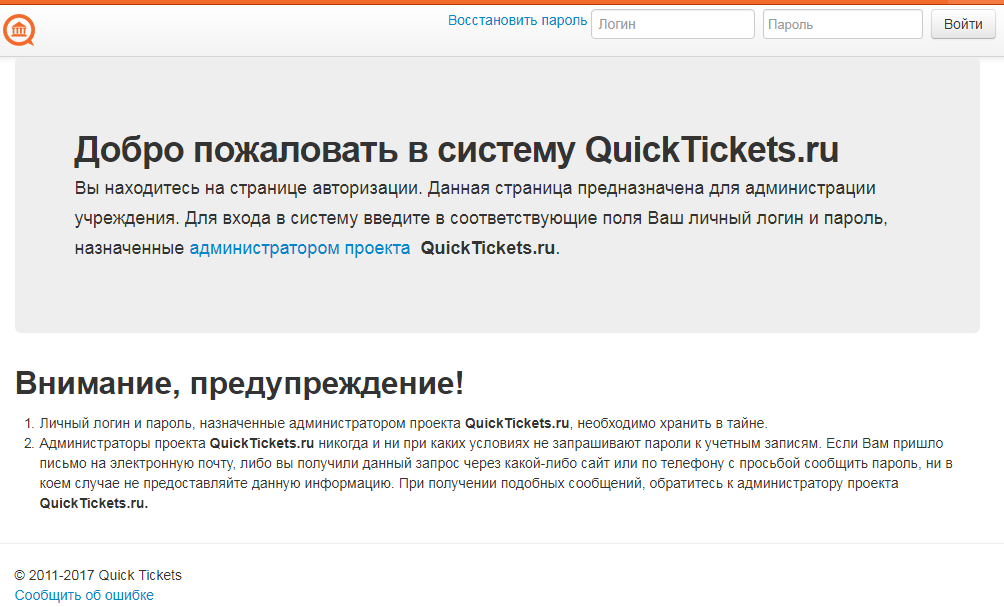 Восстановить пароль Логин Пароль Войти
Добро пожаловать в систему QuickTickets.ru
Вы находитесь на странице авторизации. Данная страница предназначена для администрации
учреждения. Для входа в систему введите в соответствующие поля Ваш личный логин и пароль,
назначенные администратором проекта QuickTickets.ru.
Внимание, предупреждение!
1. Личный логин и пароль, назначенные администратором проекта QuickTickets.ru, необходимо хранить в тайне.
2. Администраторы проекта QuickTickets.ru никогда и ни при каких условиях не запрашивают пароли к учетным записям. Если Вам пришло
письмо на электронную почту, либо вы получили данный запрос через какой-либо сайт или по телефону с просьбой сообщить пароль, ни в
коем случае не предоставляйте данную информацию. При получении подобных сообщений, обратитесь к администратору проекта
QuickTickets.ru.
© 2011-2017 Quick Tickets
Сообщить об ошибке